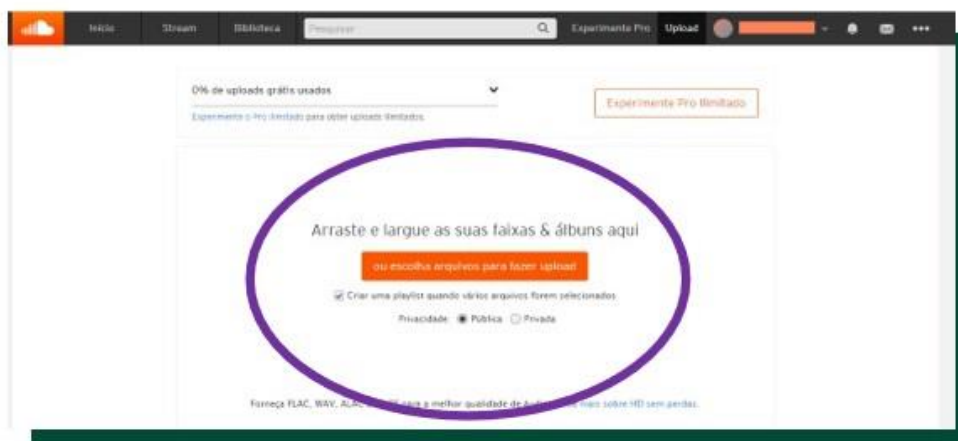 Início Stream Biblioteca Pesquisar Experimente Pro Upload
0% de uploads grátis usados
Experimente Pro Ilimitado
Experimente o Pro Ilimitado para obter uploads ilimitados.
Arraste e largue as suas faixas & álbuns aqui
ou escolha arquivos para fazer upload
Criar uma playlist quando vários arquivos forem selecionados
Privacidade: Pública Privada
Forneça FLAC, WAV, ALAC para a melhor qualidade de mais sobre HD sem perdas.